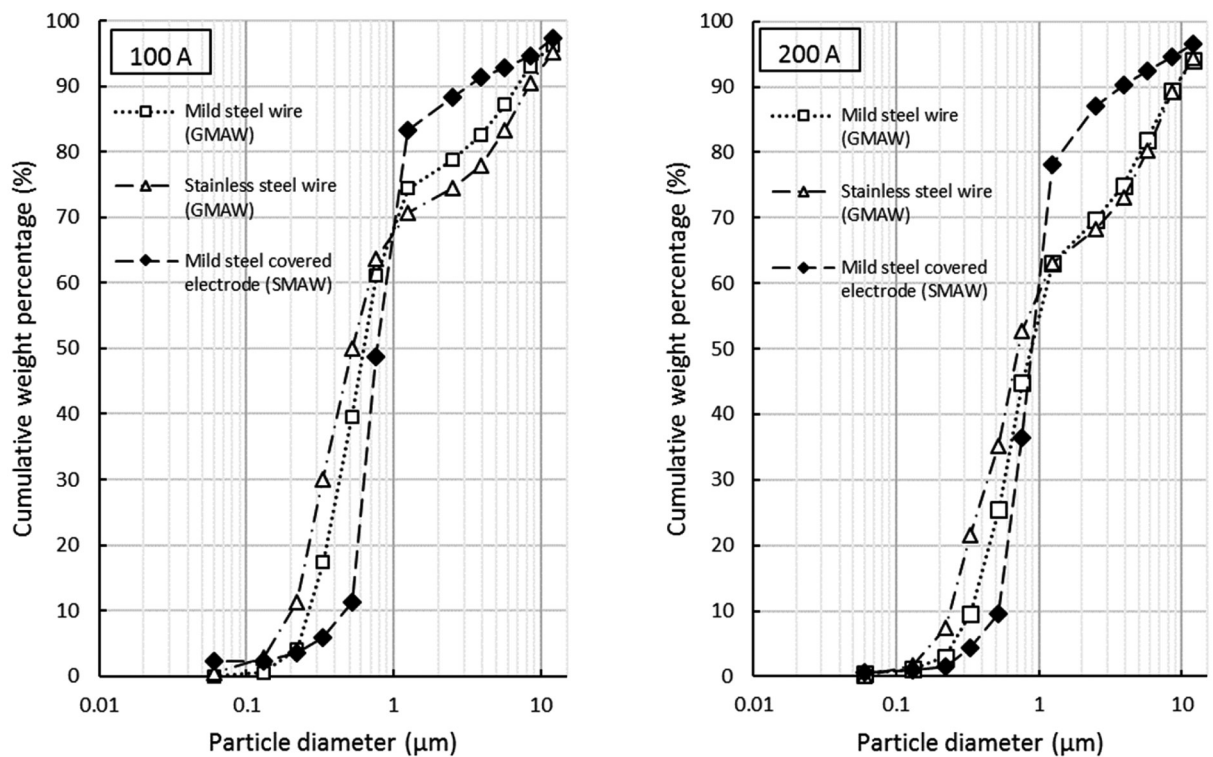 100 A
Mild steel wire
(GMAW)
Stainless steel wire
(GMAW)
Mild steel covered
electrode (SMAW)
Cumulative weight percentage (%)
100
90
80
70
60
50
40
30
20
10
0
0.01
0.1
1
10
Particle diameter (μm)
200 A
Mild steel wire
(GMAW)
Stainless steel wire
(GMAW)
Mild steel covered
electrode (SMAW)
Cumulative weight percentage (%)
100
90
80
70
60
50
40
30
20
10
0
0.01
0.1
1
10
Particle diameter (μm)